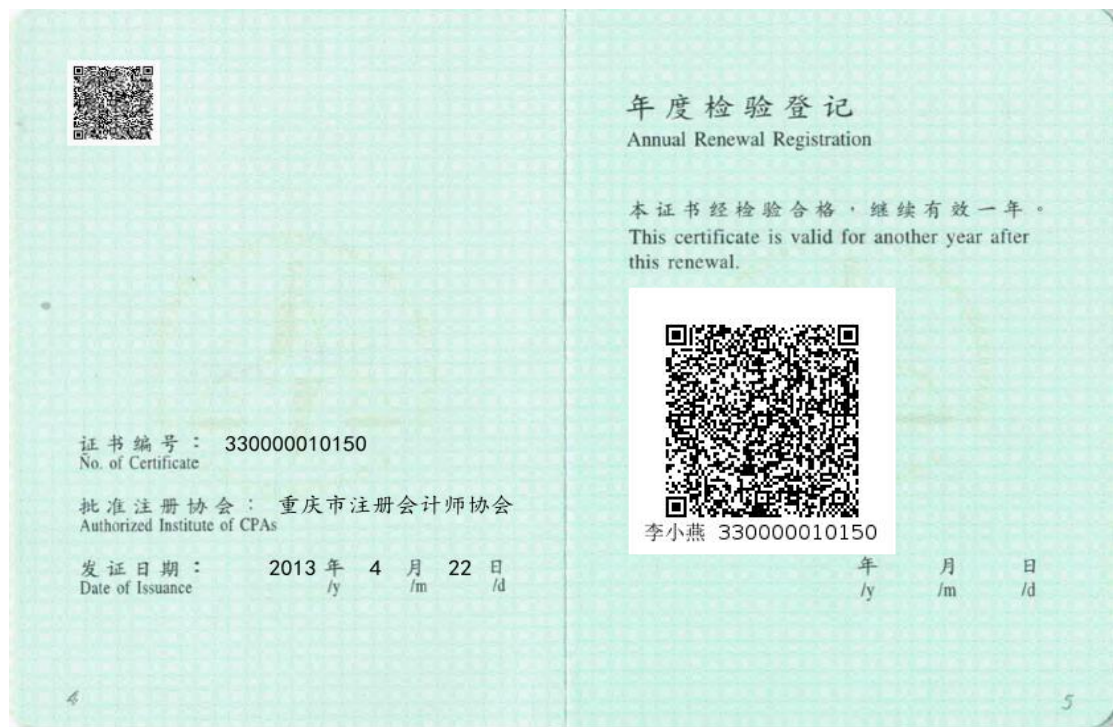 证书编号： 330000010150
No. of Certificate
批准注册协会： 重庆市注册会计师协会
Authorized Institute of CPAs
发证日期： 2013 年 4 月 22 日
Date of Issuance /y /m /d
4
年度检验登记
Annual Renewal Registration
本证书经检验合格，继续有效一年。
This certificate is valid for another year after
this renewal.
李小燕 330000010150
年 月 日
/y /m /d
5